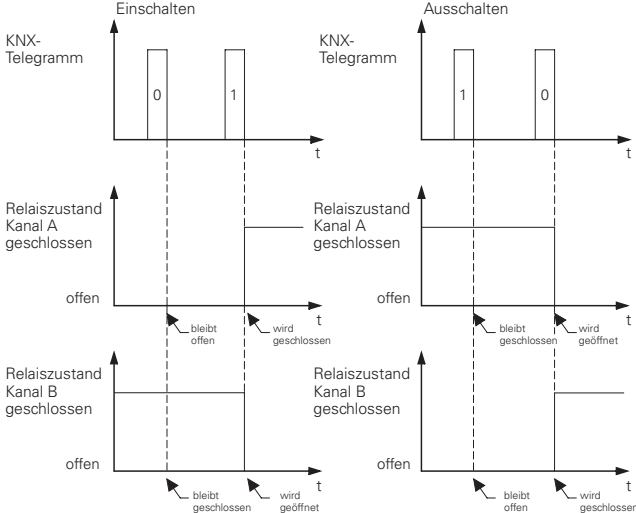 Einschalten
KNX-
Telegramm
0
1
t
Relaiszustand
Kanal A
geschlossen
offen
bleibt
offen
wird
geschlossen
t
Relaiszustand
Kanal B
geschlossen
offen
bleibt
geschlossen
wird
geöffnet
t
Ausschalten
KNX-
Telegramm
1
0
t
Relaiszustand
Kanal A
geschlossen
offen
bleibt
geschlossen
wird
geöffnet
t
Relaiszustand
Kanal B
geschlossen
offen
bleibt
offen
wird
geschlossen
t